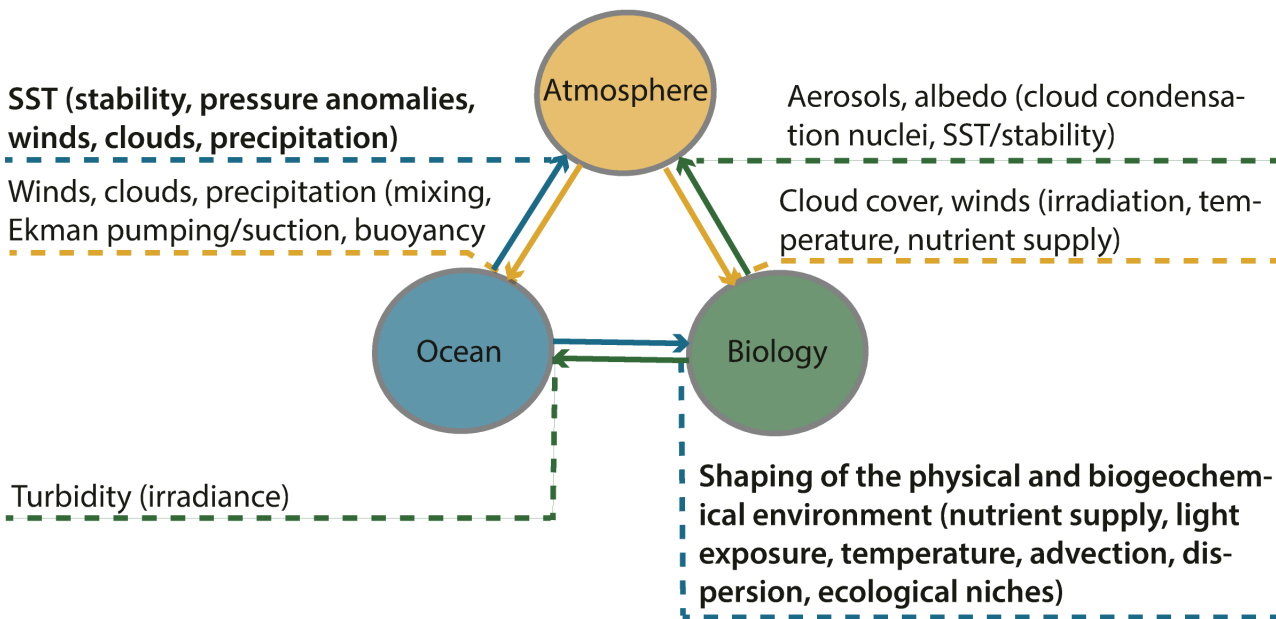 Atmosphere
SST (stability, pressure anomalies,
winds, clouds, precipitation)
Winds, clouds, precipitation (mixing,
Ekman pumping/suction, buoyancy
Aerosols, albedo (cloud condensa-
tion nuclei, SST/stability)
Cloud cover, winds (irradiation, tem-
perature, nutrient supply)
Ocean
Biology
Turbidity (irradiance)
Shaping of the physical and biogeochem-
ical environment (nutrient supply, light
exposure, temperature, advection, dis-
persion, ecological niches)